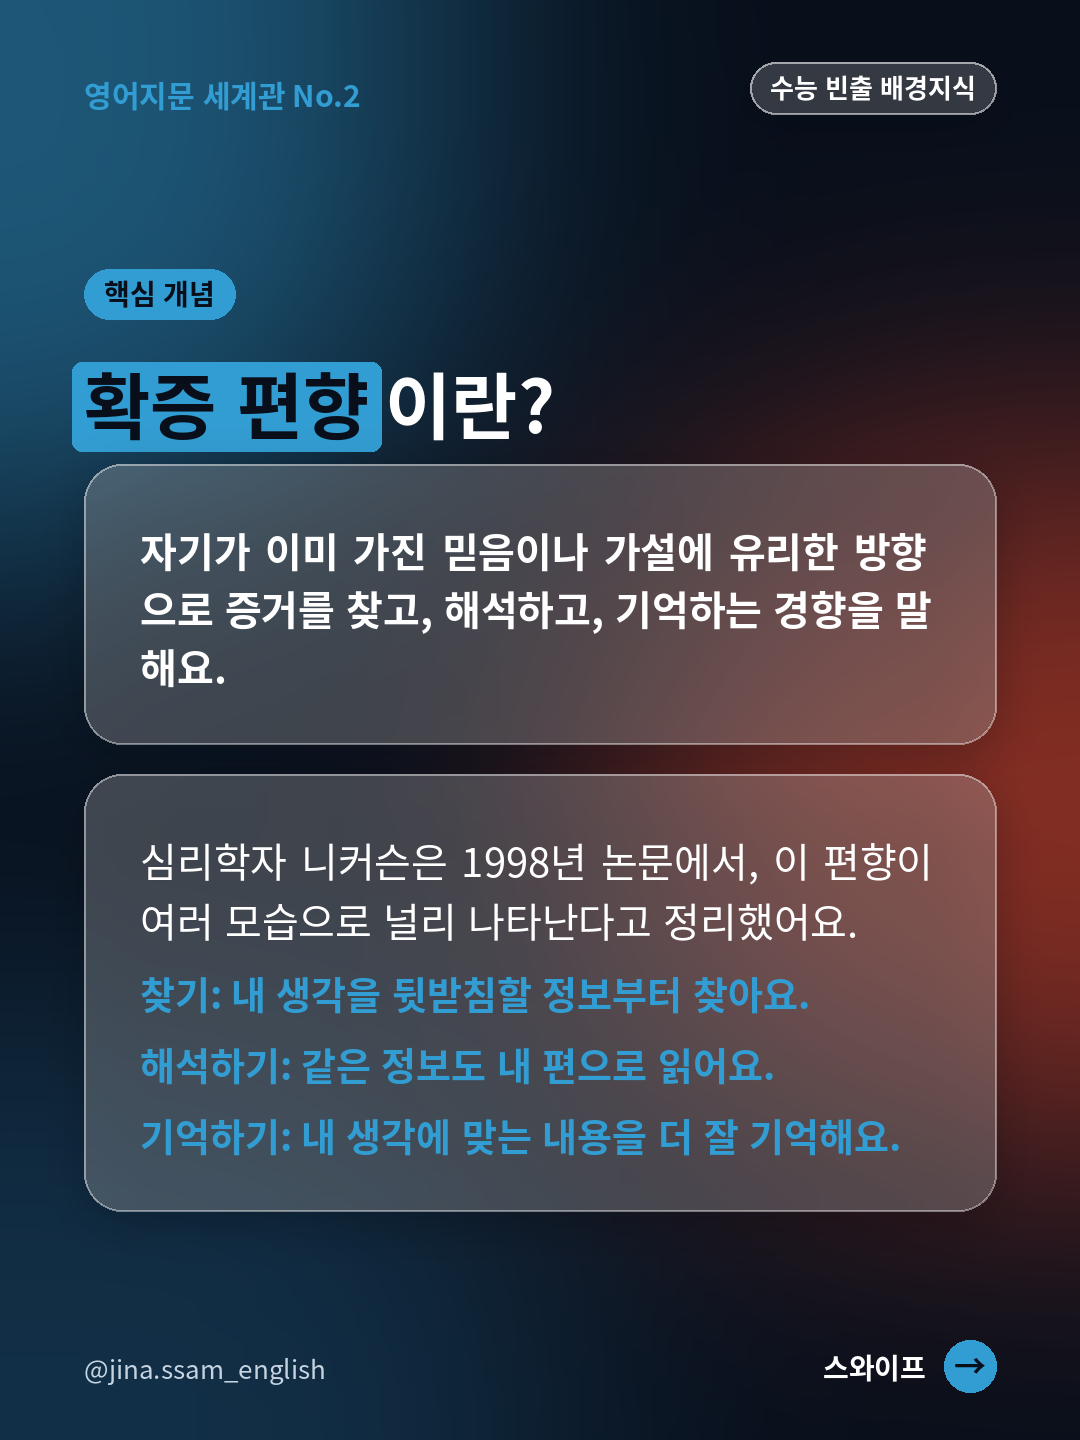 영어지문 세계관 No.2
수능 빈출 배경지식
핵심 개념
확증 편향이란?
자기가 이미 가진 믿음이나 가설에 유리한 방향
으로 증거를 찾고, 해석하고, 기억하는 경향을 말
해요.
심리학자 니커슨은 1998년 논문에서, 이 편향이
여러 모습으로 널리 나타난다고 정리했어요.
찾기: 내 생각을 뒷받침할 정보부터 찾아요.
해석하기: 같은 정보도 내 편으로 읽어요.
기억하기: 내 생각에 맞는 내용을 더 잘 기억해요.
@jina.ssam_english
스와이프 →